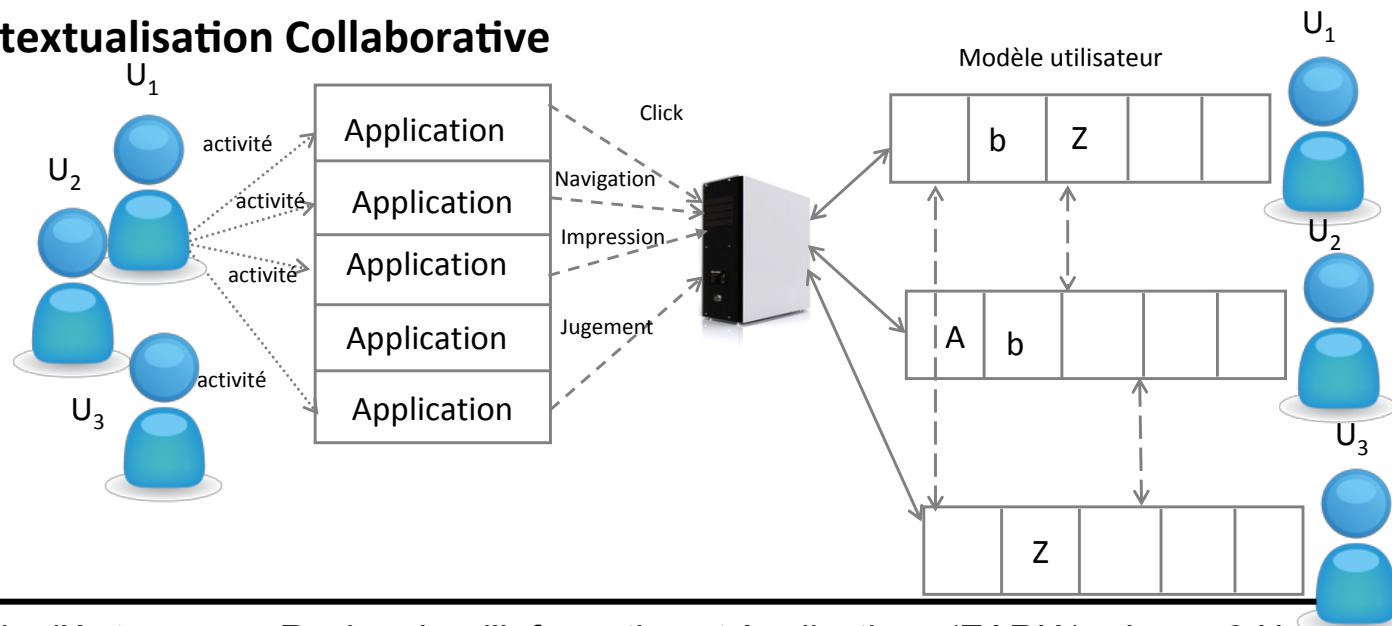 textualisation Collaborative
U1
U2
U3
activité
activité
activité
activité
Application
Application
Application
Application
Application
Click
Navigation
Impression
Jugement
Modèle utilisateur
U1
b Z
U2
A b
U3
Z